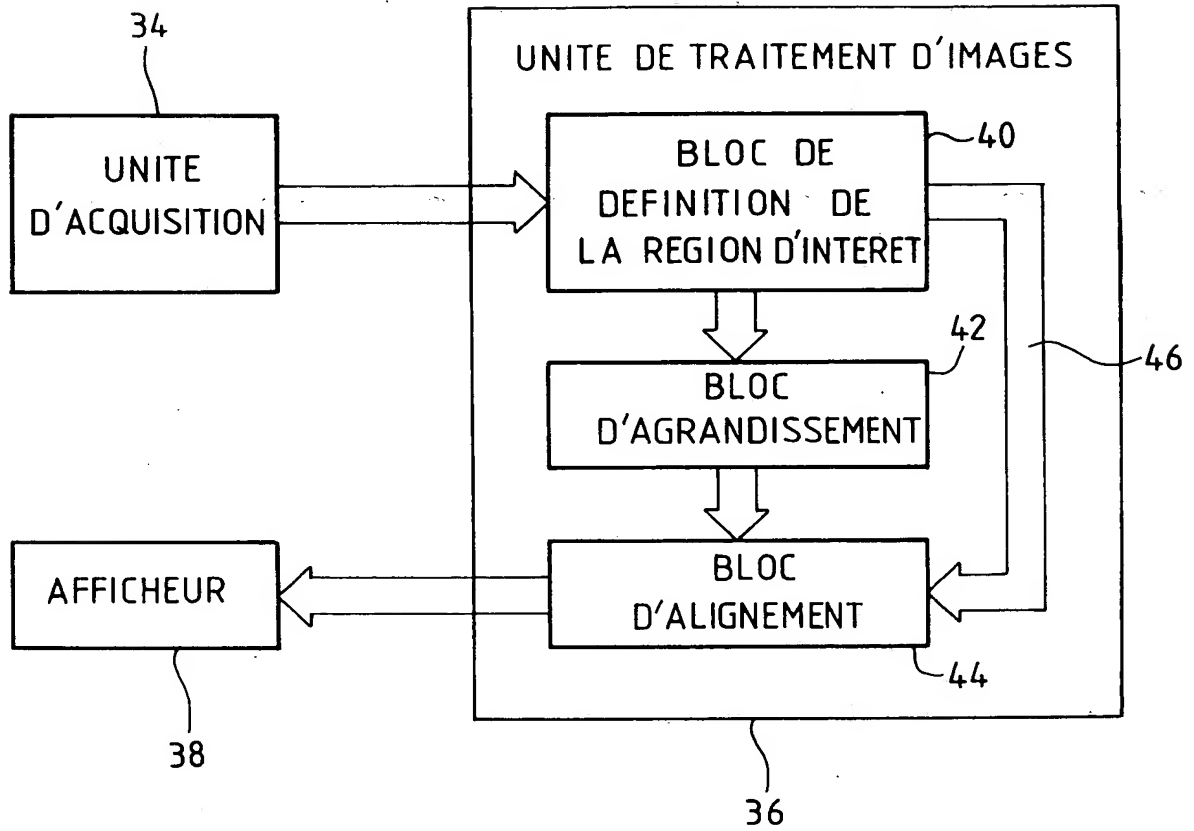 34
UNITE DE TRAITEMENT D'IMAGES
UNITE
D'ACQUISITION
40
BLOC DE
DEFINITION DE
LA REGION D'INTERET
42
BLOC
D'AGRANDISSEMENT
46
AFFICHEUR
BLOC
D'ALIGNEMENT
44
38
36